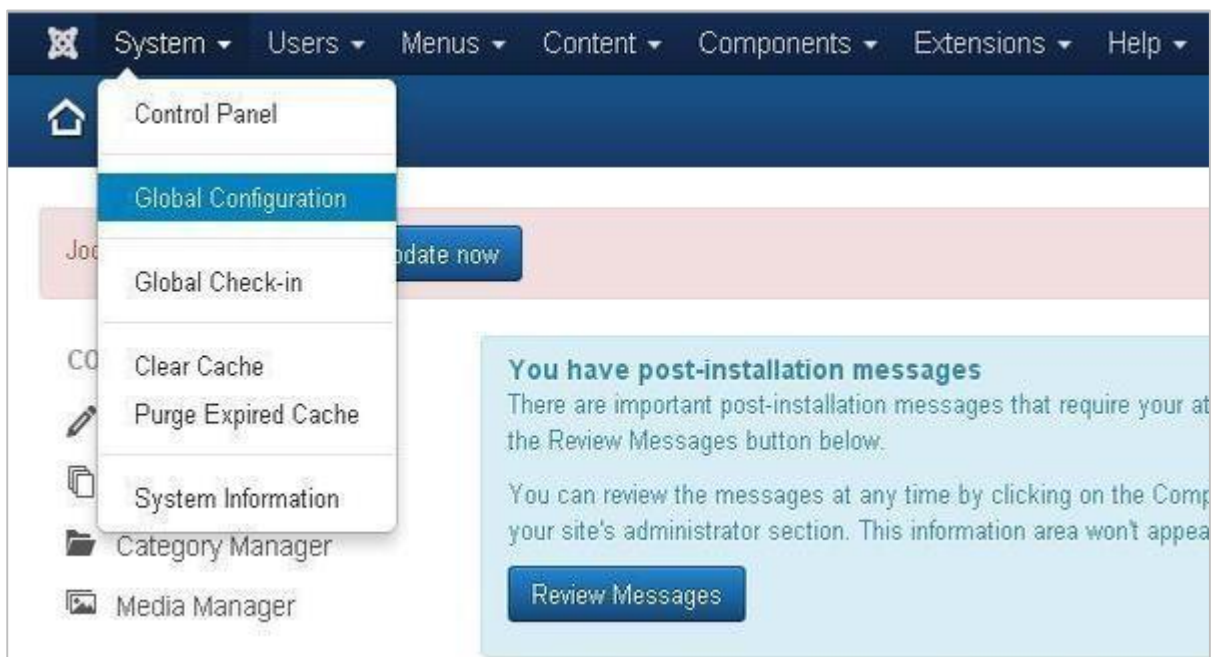 System Users Menus Content Components Extensions Help
Control Panel
Global Configuration
Joo
date now
Global Check-in
CO
Clear Cache
Purge Expired Cache
System Information
Category Manager
Media Manager
You have post-installation messages
There are important post-installation messages that require your at
the Review Messages button below.
You can review the messages at any time by clicking on the Comp
your site's administrator section. This information area won't appea
Review Messages